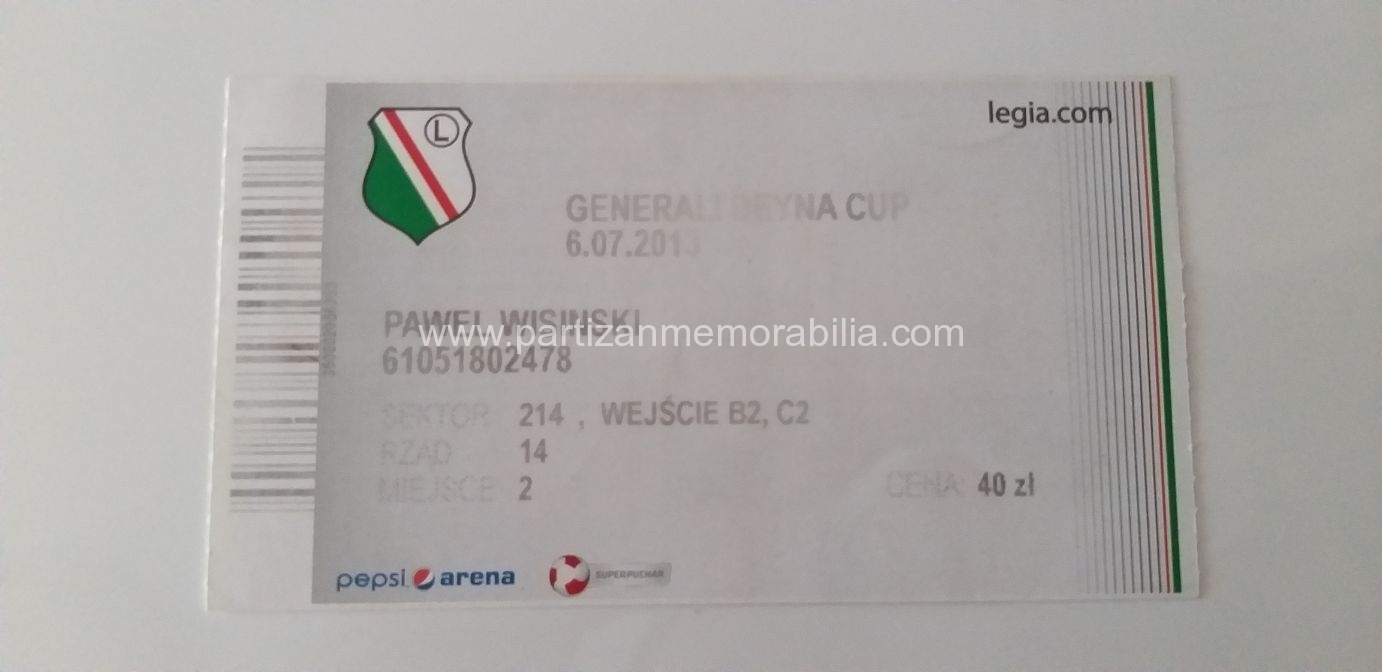 L
legia.com
GENERALI DEYNA CUP
6.07.2013
PAWEL WISINSKI
www.partizanmemorabilia.com
61051802478
SEKTOR 214 , WEJŚCIE B2, C2
RZĄD 14
MIEJSCE 2
CENA: 40 zł
pepsi arena
SUPERPUCHAR